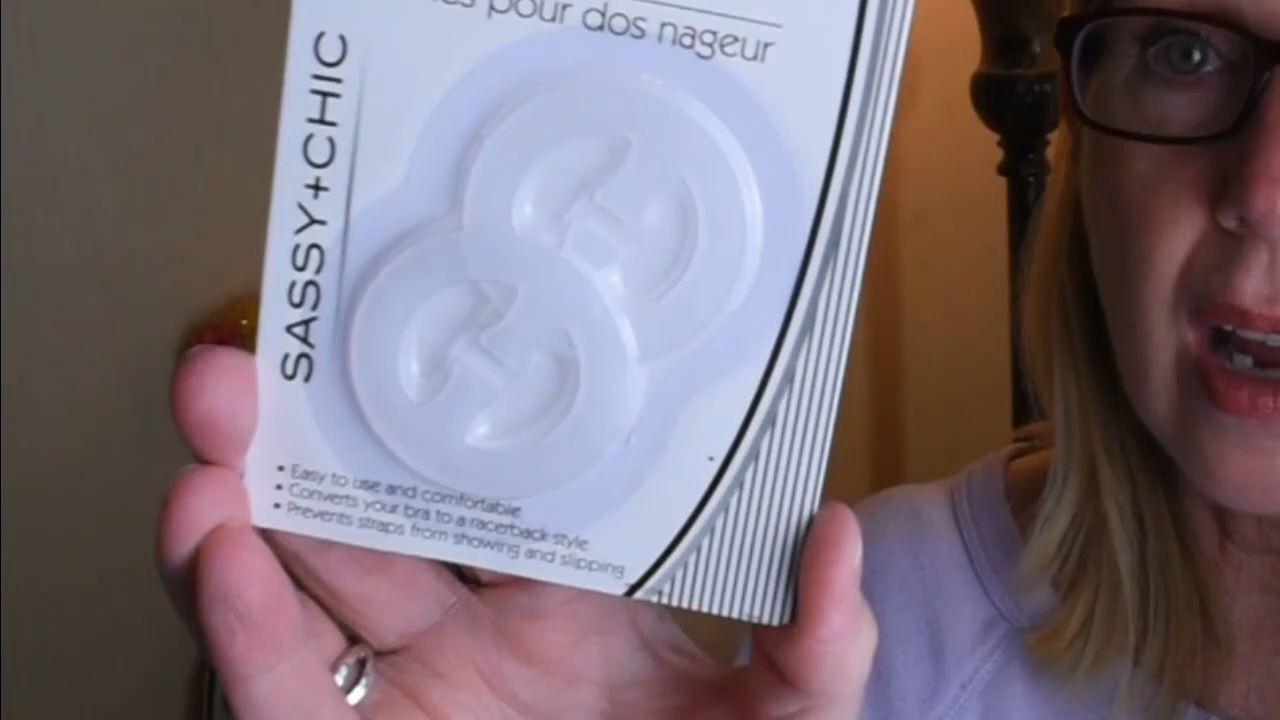 pour dos nageur
SASSY+CHIC
• Easy to use and comfortable
• Converts your bra to a racerback style
• Prevents straps from showing and slipping